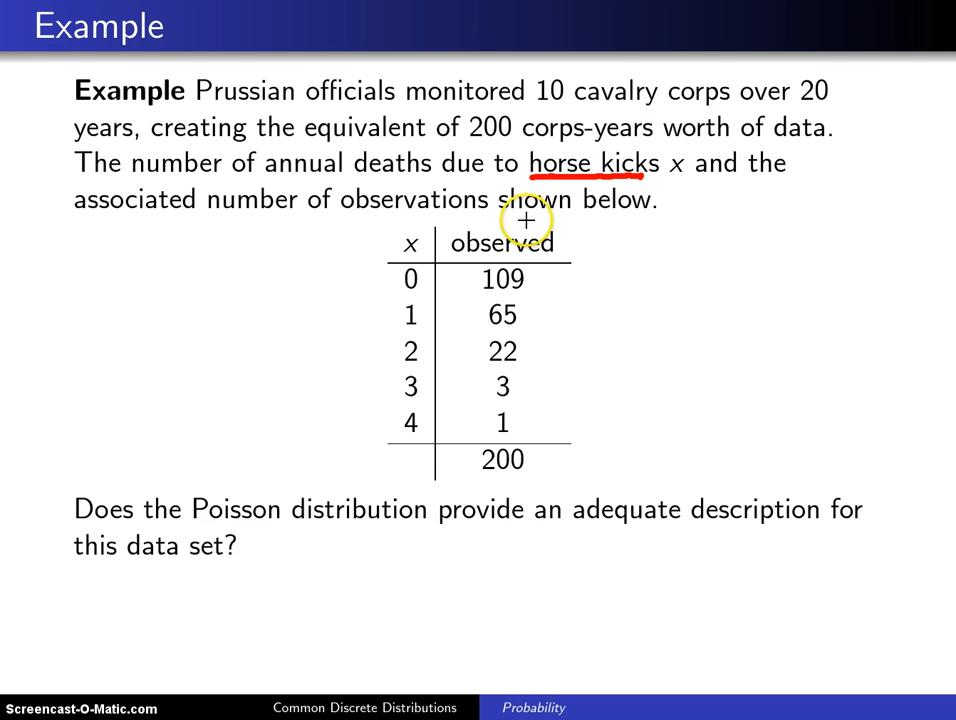 Example
Example Prussian officials monitored 10 cavalry corps over 20
years, creating the equivalent of 200 corps-years worth of data.
The number of annual deaths due to horse kicks x and the
associated number of observations shown below.
x observed
0 109
1 65
2 22
3 3
4 1
200
Does the Poisson distribution provide an adequate description for
this data set?
Screencast-O-Matic.com Common Discrete Distributions Probability